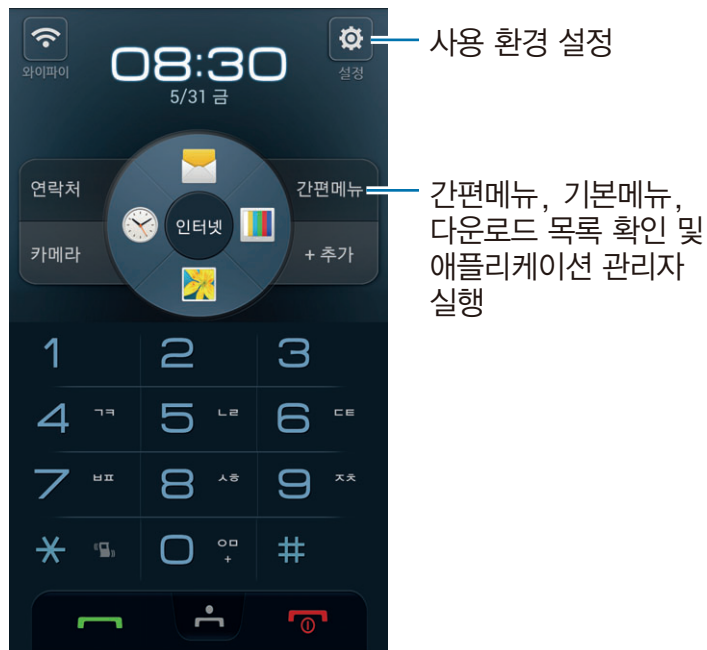 와이파이
08:30
5/31 금
설정
사용 환경 설정
연락처
간편메뉴
간편메뉴, 기본메뉴,
다운로드 목록 확인 및
애플리케이션 관리자
실행
인터넷
카메라
+ 추가
1 2 3
4 ㄱㅋ 5 ㄴㄹ 6 ㄷㅌ
7 ㅂㅍ 8 ㅅㅎ 9 ㅈㅊ
* 0 ㅇㅁ + #